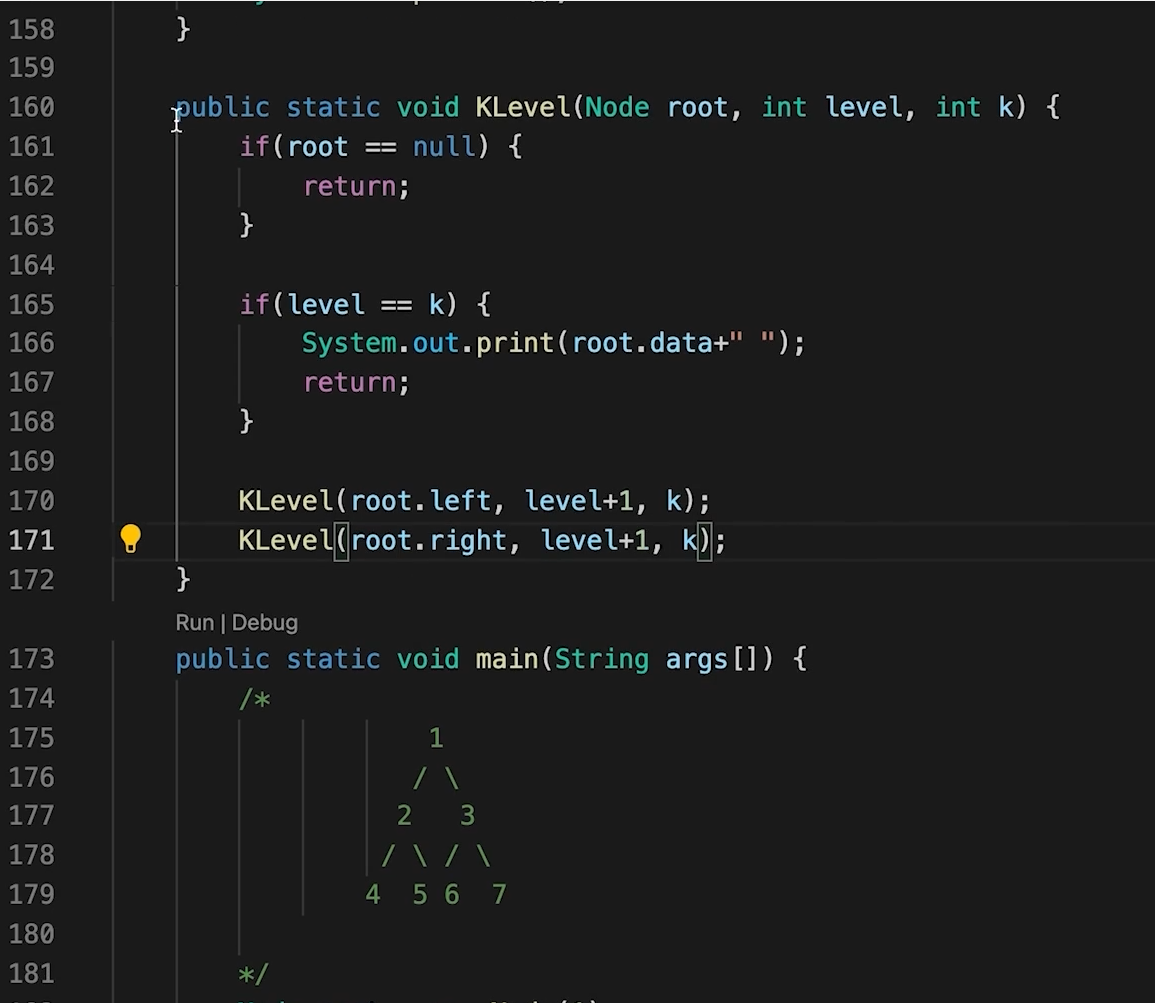 158 }
159
160 public static void KLevel(Node root, int level, int k) {
161 if(root == null) {
162 return;
163 }
164
165 if(level == k) {
166 System.out.print(root.data+" ");
167 return;
168 }
169
170 KLevel(root.left, level+1, k);
171 KLevel(root.right, level+1, k);
172 }
Run | Debug
173 public static void main(String args[]) {
174 /*
175 1
176 / \
177 2 3
178 / \ / \
179 4 5 6 7
180
181 */